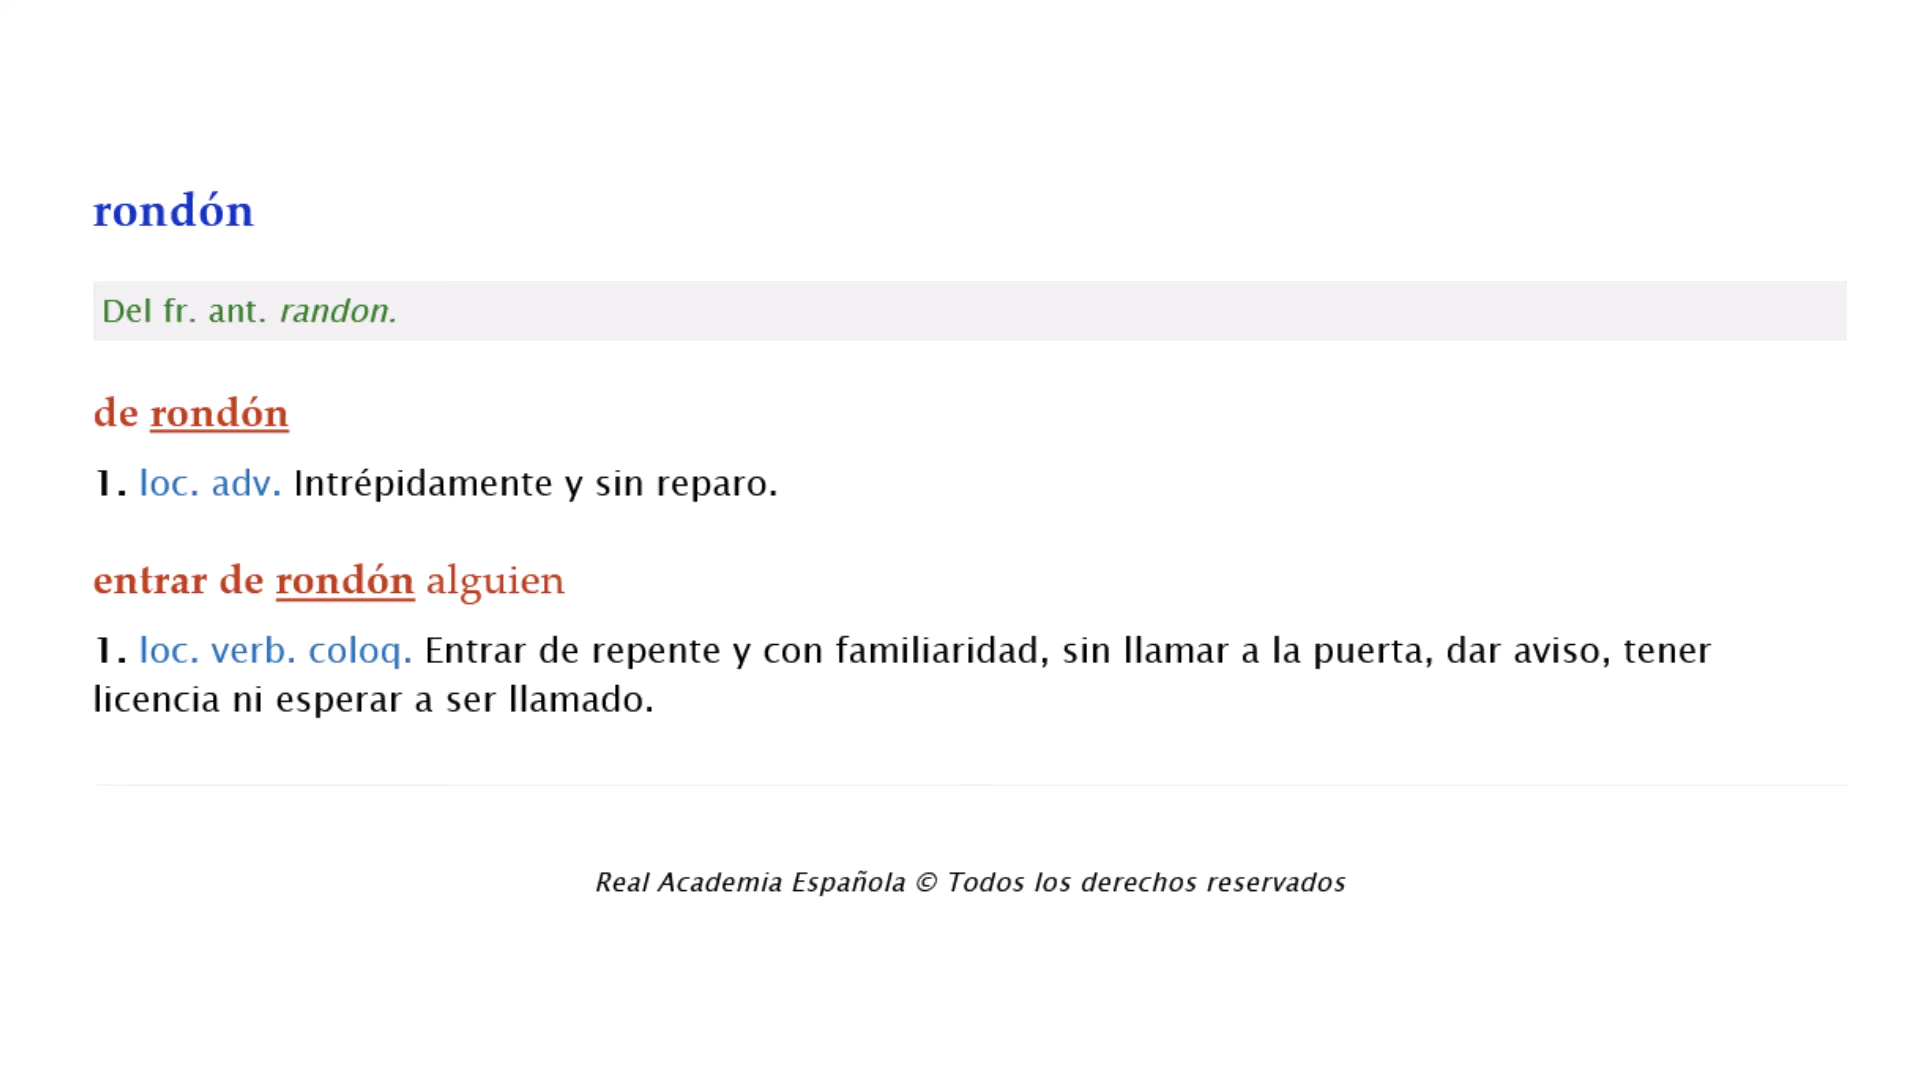 rondón
Del fr. ant. randon.
de rondón
1. loc. adv. Intrépidamente y sin reparo.
entrar de rondón alguien
1. loc. verb. coloq. Entrar de repente y con familiaridad, sin llamar a la puerta, dar aviso, tener
licencia ni esperar a ser llamado.
Real Academia Española © Todos los derechos reservados